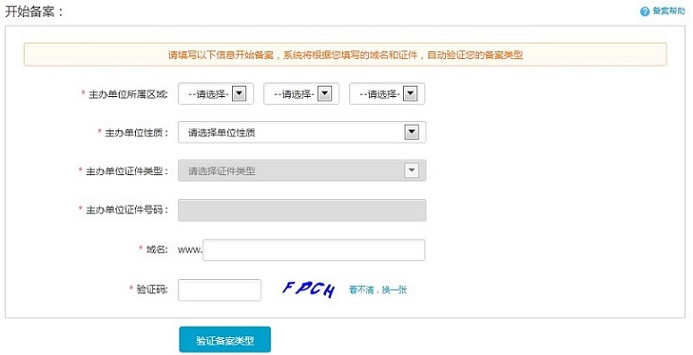 开始备案：
备案帮助
请填写以下信息开始备案，系统将根据您填写的域名和证件，自动验证您的备案类型
* 主办单位所属区域: --请选择- --请选择- --请选择-
* 主办单位性质： 请选择单位性质
* 主办单位证件类型： 请选择证件类型
* 主办单位证件号码：
* 域名: www.
* 验证码: FPCH 看不清，换一张
验证备案类型